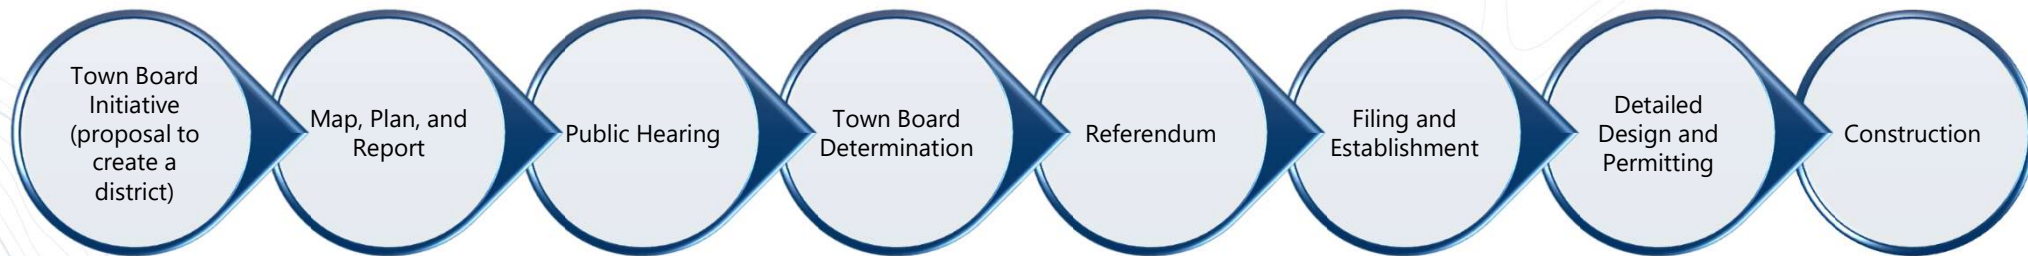 Town Board
Initiative
(proposal to
create a
district)
Map, Plan, and
Report
Public Hearing
Town Board
Determination
Referendum
Filing and
Establishment
Detailed
Design and
Permitting
Construction